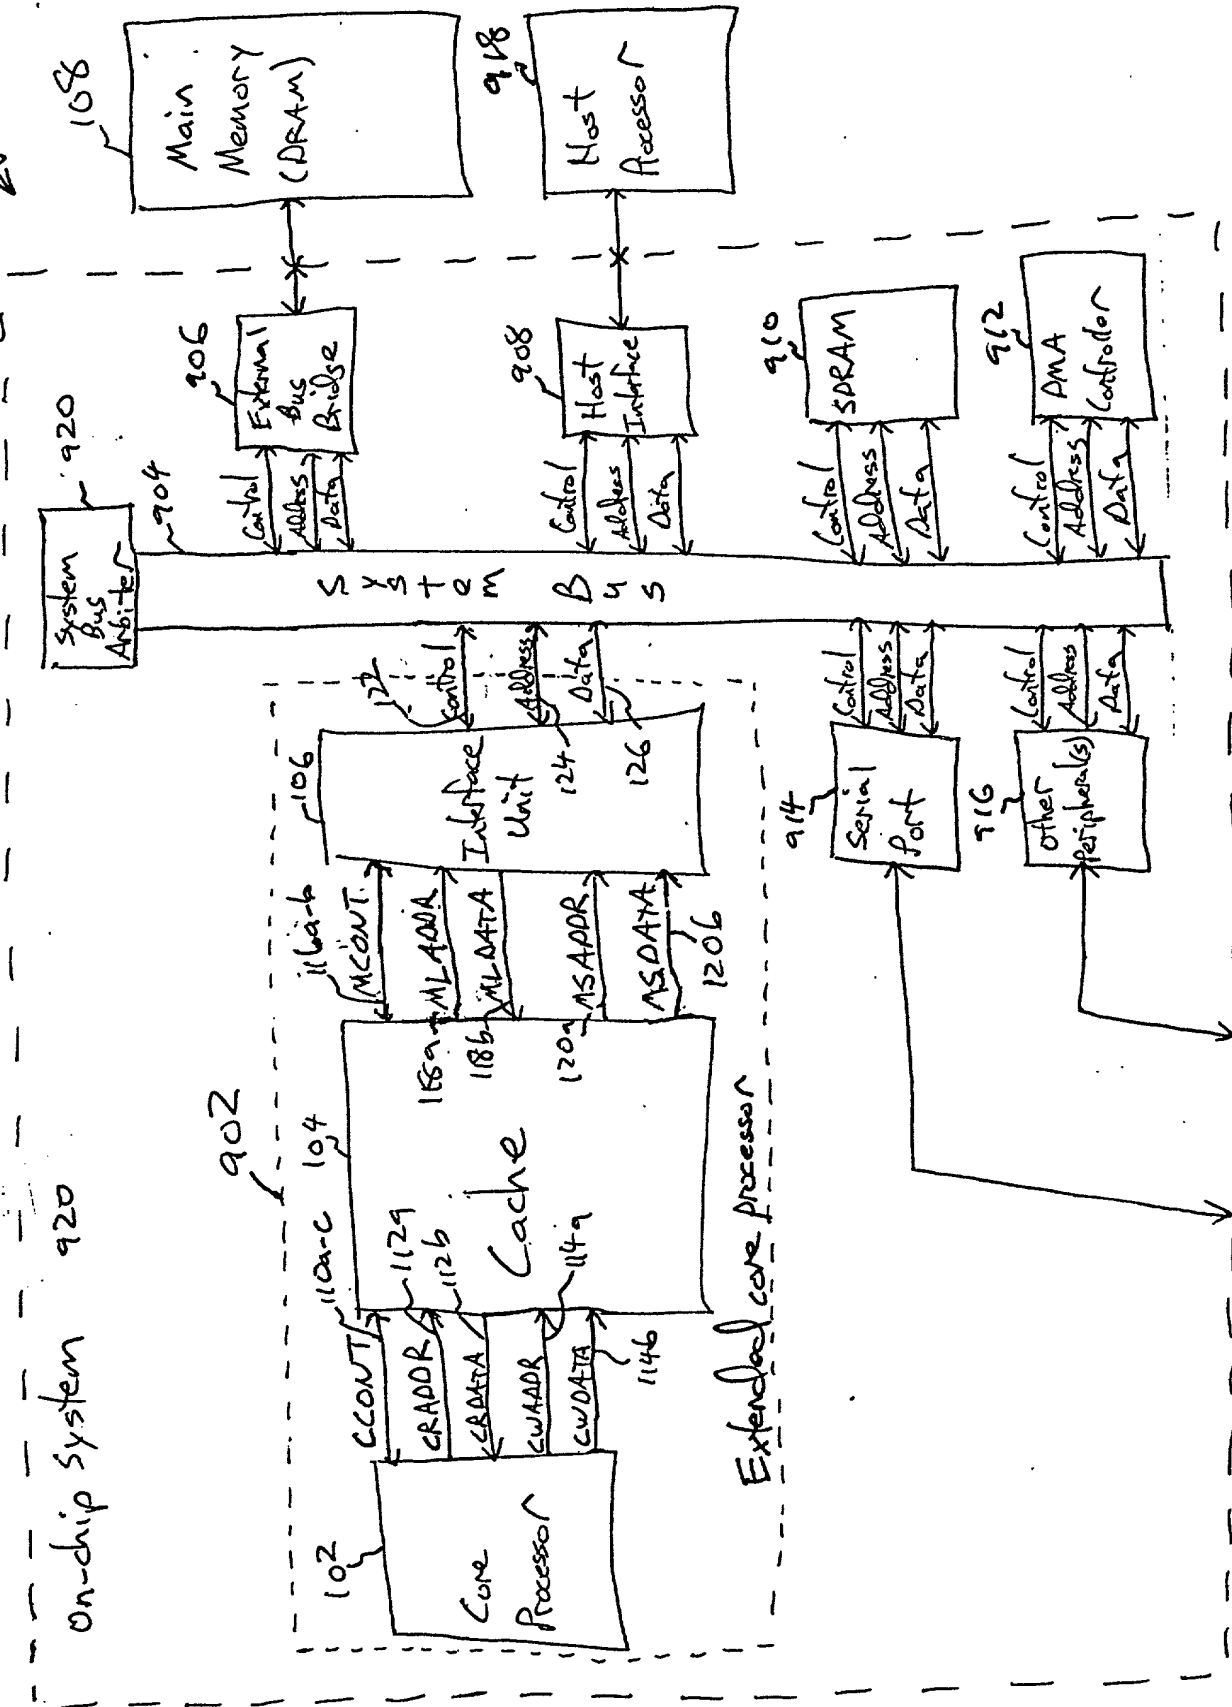 On-chip System 920
System
Bus
Arbiter
920
904
System Bus
108
Main
Memory
(DRAM)
918
Host
Processor
906
External
Bus
Bridge
Control
Address
Data
908
Host
Interface
Control
Address
Data
910
SDRAM
Control
Address
Data
912
DMA
Controller
Control
Address
Data
902
102
Core
Processor
CCONT
110a-c
CRADDR
112a
CRDATA
112b
CWADDR
114a
CWDATA
114b
104
Cache
116a-b
MCONT
118a
MLADDR
118b
MLDATA
120a
MSADDR
MSDATA
120b
106
Interface
Unit
122
Control
Address
124
Data
126
Extended core processor
914
Serial
Port
Control
Address
Data
916
Other
Peripheral(s)
Control
Address
Data